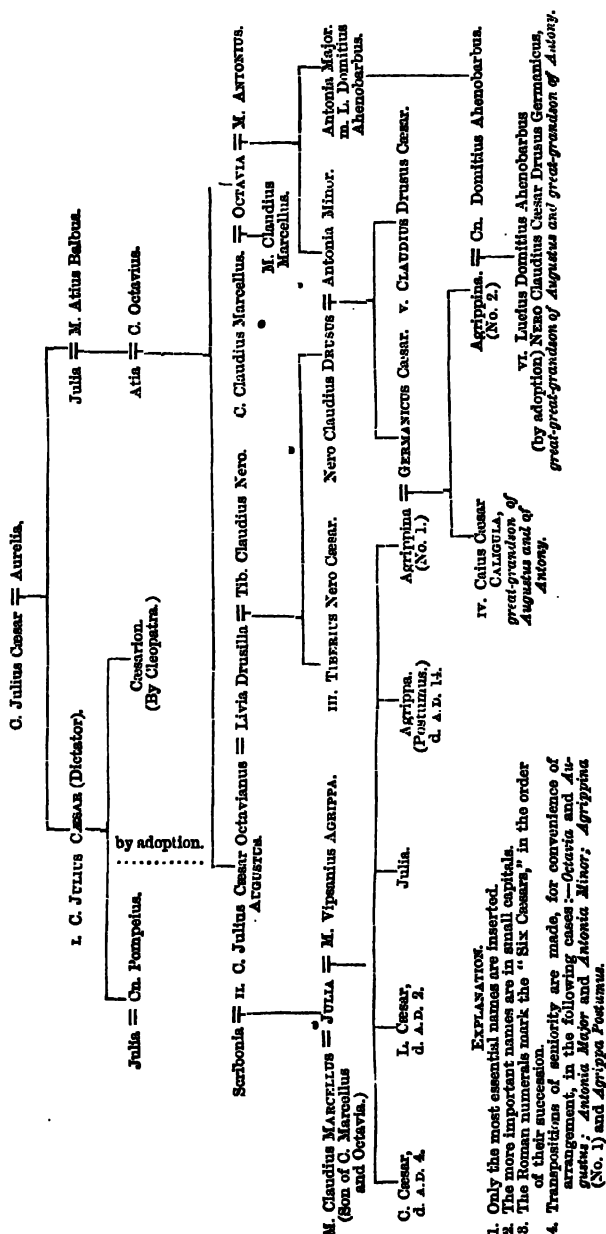 C. Julius Cæsar = Aurelia.
I. C. JULIUS CÆSAR (Dictator).
Julia = M. Atius Balbus.
Julia = Cn. Pompeius.
Cæsarion.
(By Cleopatra.)
Atia = C. Octavius.
by adoption.
Scribonia = II. C. Julius Cæsar Octavianus = Livia Drusilla = Tib. Claudius Nero.
AUGUSTUS.
C. Claudius Marcellus. = OCTAVIA = M. ANTONIUS.
M. Claudius
Marcellus.
M. Claudius MARCELLUS = JULIA = M. Vipsanius AGRIPPA.
(Son of C. Marcellus
and Octavia.)
III. TIBERIUS Nero Cæsar.
Nero Claudius DRUSUS = Antonia Minor.
Antonia Major.
m. L. Domitius
Ahenobarbus.
C. Cæsar,
d. A.D. 4.
L. Cæsar,
d. A.D. 2.
Julia.
Agrippa.
(Postumus.)
d. A.D. 14.
Agrippina = GERMANICUS Cæsar.
(No. 1.)
V. CLAUDIUS Drusus Cæsar.
IV. Caius Cæsar
CALIGULA,
great-grandson of
Augustus and of
Antony.
Agrippina. = Cn. Domitius Ahenobarbus.
(No. 2.)
VI. Lucius Domitius Ahenobarbus
(by adoption) NERO Claudius Cæsar Drusus Germanicus,
great-great-grandson of Augustus and great-grandson of Antony.
EXPLANATION.
1. Only the most essential names are inserted.
2. The more important names are in small capitals.
3. The Roman numerals mark the "Six Cæsars," in the order
of their succession.
4. Transpositions of seniority are made, for convenience of
arrangement, in the following cases:—Octavia and Au-
gustus; Antonia Major and Antonia Minor; Agrippina
(No. 1) and Agrippa Postumus.